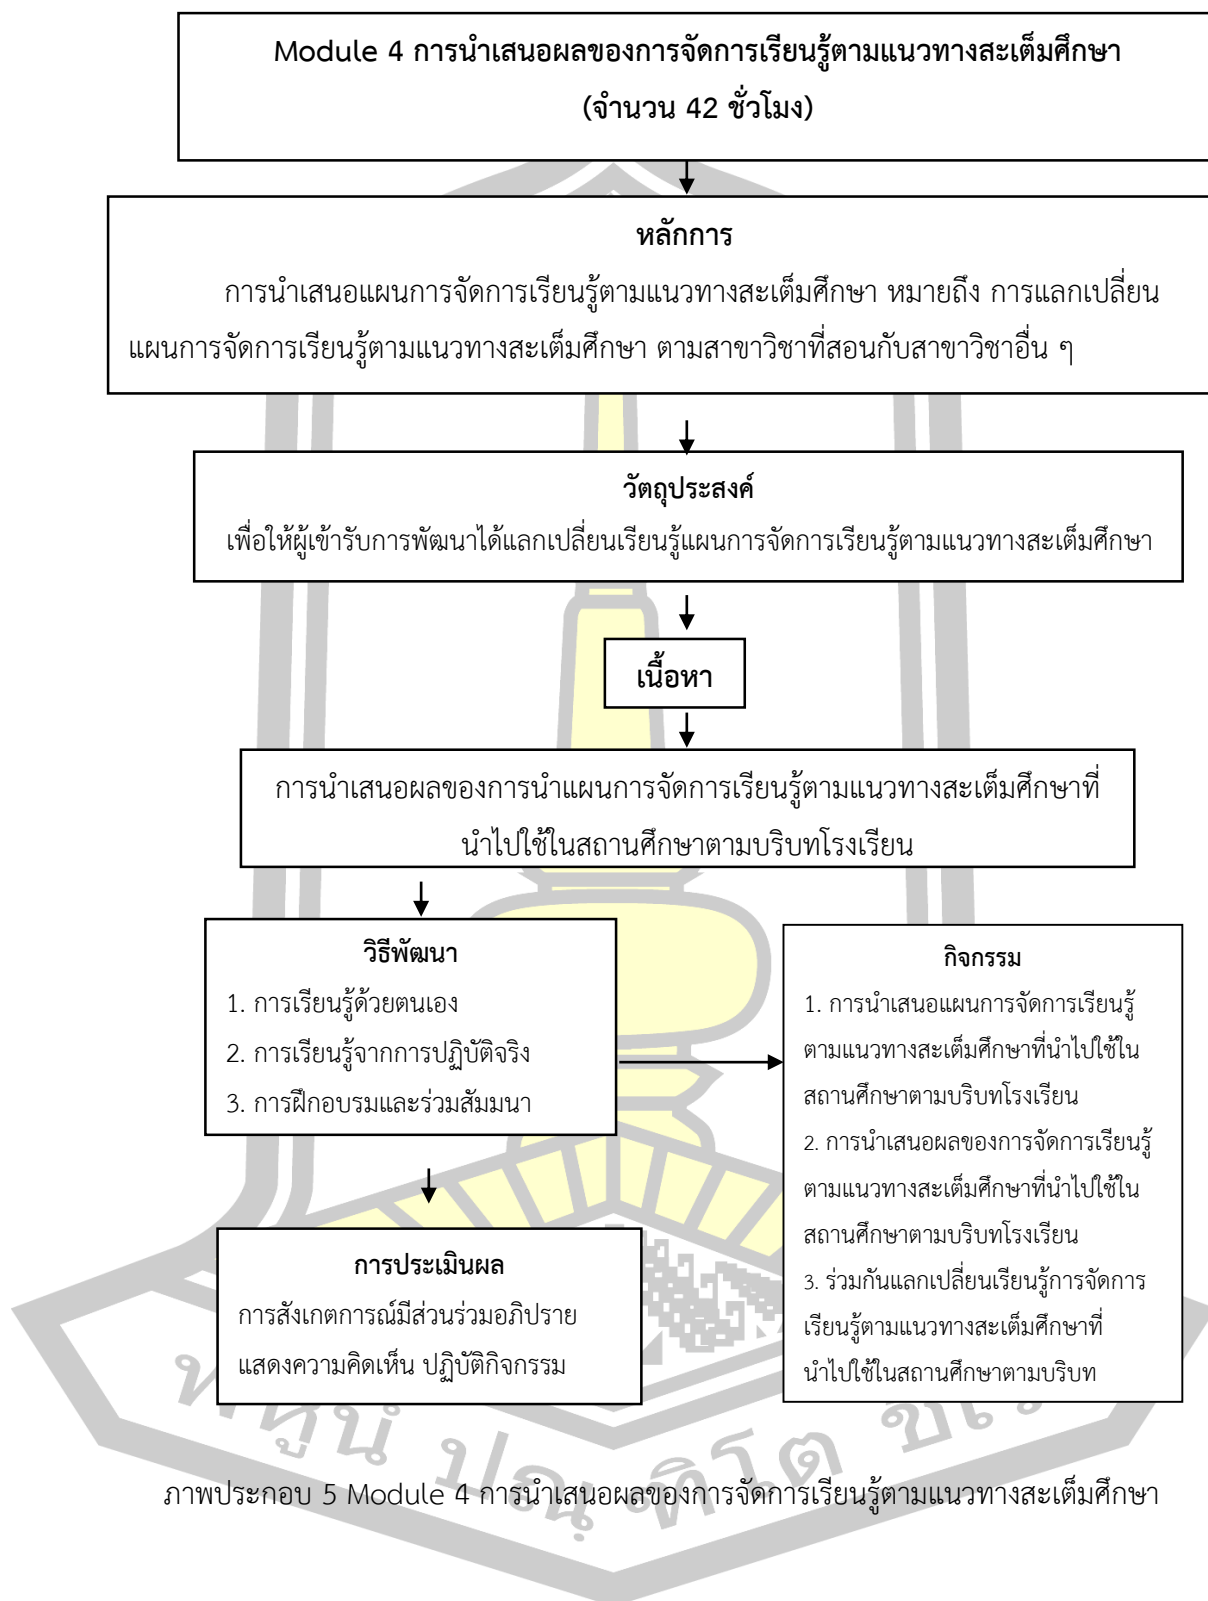 Module 4 การนำเสนอผลของการจัดการเรียนรู้ตามแนวทางสะเต็มศึกษา
(จำนวน 42 ชั่วโมง)
หลักการ
การนำเสนอแผนการจัดการเรียนรู้ตามแนวทางสะเต็มศึกษา หมายถึง การแลกเปลี่ยน
แผนการจัดการเรียนรู้ตามแนวทางสะเต็มศึกษา ตามสาขาวิชาที่สอนกับสาขาวิชาอื่น ๆ
วัตถุประสงค์
เพื่อให้ผู้เข้ารับการพัฒนาได้แลกเปลี่ยนเรียนรู้แผนการจัดการเรียนรู้ตามแนวทางสะเต็มศึกษา
เนื้อหา
การนำเสนอผลของการนำแผนการจัดการเรียนรู้ตามแนวทางสะเต็มศึกษาที่
นำไปใช้ในสถานศึกษาตามบริบทโรงเรียน
วิธีพัฒนา
1. การเรียนรู้ด้วยตนเอง
2. การเรียนรู้จากการปฏิบัติจริง
3. การฝึกอบรมและร่วมสัมมนา
กิจกรรม
1. การนำเสนอแผนการจัดการเรียนรู้
ตามแนวทางสะเต็มศึกษาที่นำไปใช้ใน
สถานศึกษาตามบริบทโรงเรียน
2. การนำเสนอผลของการจัดการเรียนรู้
ตามแนวทางสะเต็มศึกษาที่นำไปใช้ใน
สถานศึกษาตามบริบทโรงเรียน
3. ร่วมกันแลกเปลี่ยนเรียนรู้การจัดการ
เรียนรู้ตามแนวทางสะเต็มศึกษาที่
นำไปใช้ในสถานศึกษาตามบริบท
การประเมินผล
การสังเกตการณ์มีส่วนร่วมอภิปราย
แสดงความคิดเห็น ปฏิบัติกิจกรรม
ปณฺฑิโต
ภาพประกอบ 5 Module 4 การนำเสนอผลของการจัดการเรียนรู้ตามแนวทางสะเต็มศึกษา